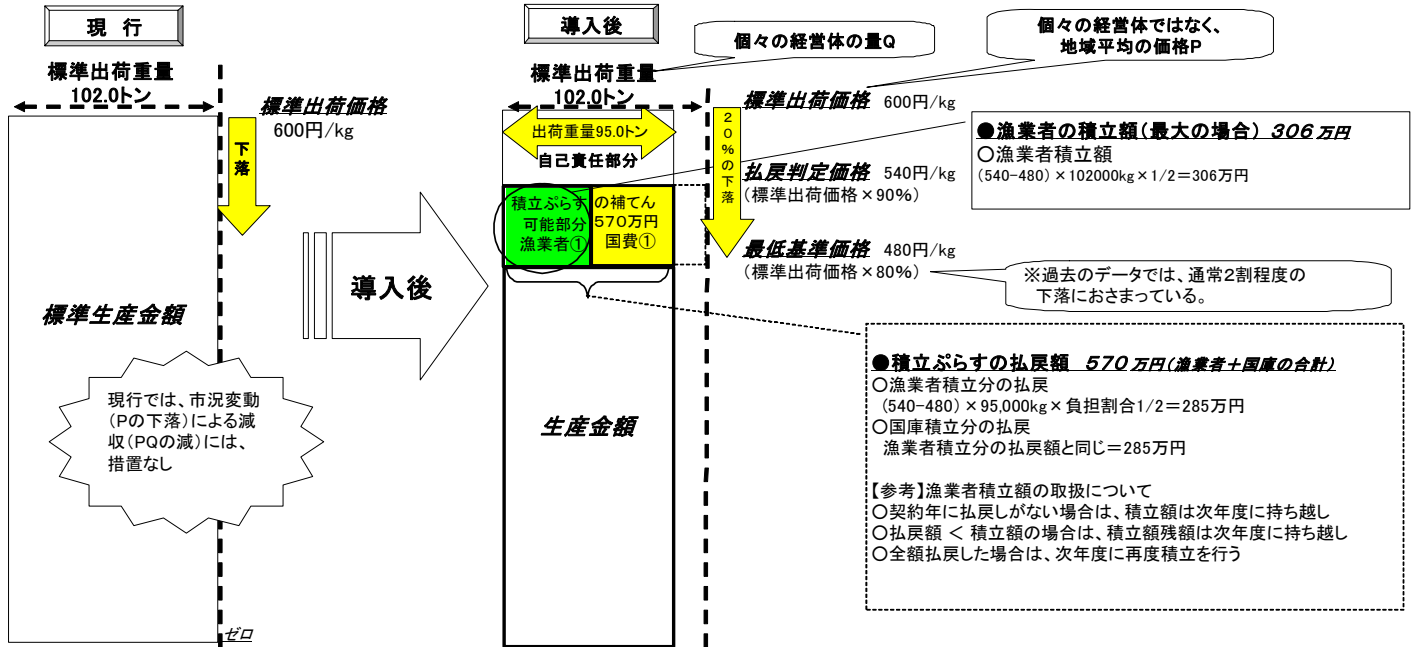 現　行
標準出荷重量
102.0トン
標準出荷価格
600円/kg
下落
標準生産金額
現行では、市況変動
（Pの下落）による減
収（PQの減）には、
措置なし
ゼロ
導入後
導入後
個々の経営体の量Q
個々の経営体ではなく、
地域平均の価格P
標準出荷重量
102.0トン
標準出荷価格 600円/kg
出荷重量95.0トン
自己責任部分
20%の下落
払戻判定価格 540円/kg
（標準出荷価格×90%）
積立ぷらすの補てん
可能部分 570万円
漁業者① 国費①
最低基準価格 480円/kg
（標準出荷価格×80%）
※過去のデータでは、通常2割程度の
下落におさまっている。
生産金額
●漁業者の積立額（最大の場合） 306万円
○漁業者積立額
(540-480)×102000kg×1/2＝306万円
●積立ぷらすの払戻額 570万円（漁業者＋国庫の合計）
○漁業者積立分の払戻
(540-480)×95,000kg×負担割合1/2＝285万円
○国庫積立分の払戻
漁業者積立分の払戻額と同じ＝285万円
【参考】漁業者積立額の取扱について
○契約年に払戻しがない場合は、積立額は次年度に持ち越し
○払戻額 ＜ 積立額の場合は、積立額残額は次年度に持ち越し
○全額払戻した場合は、次年度に再度積立を行う